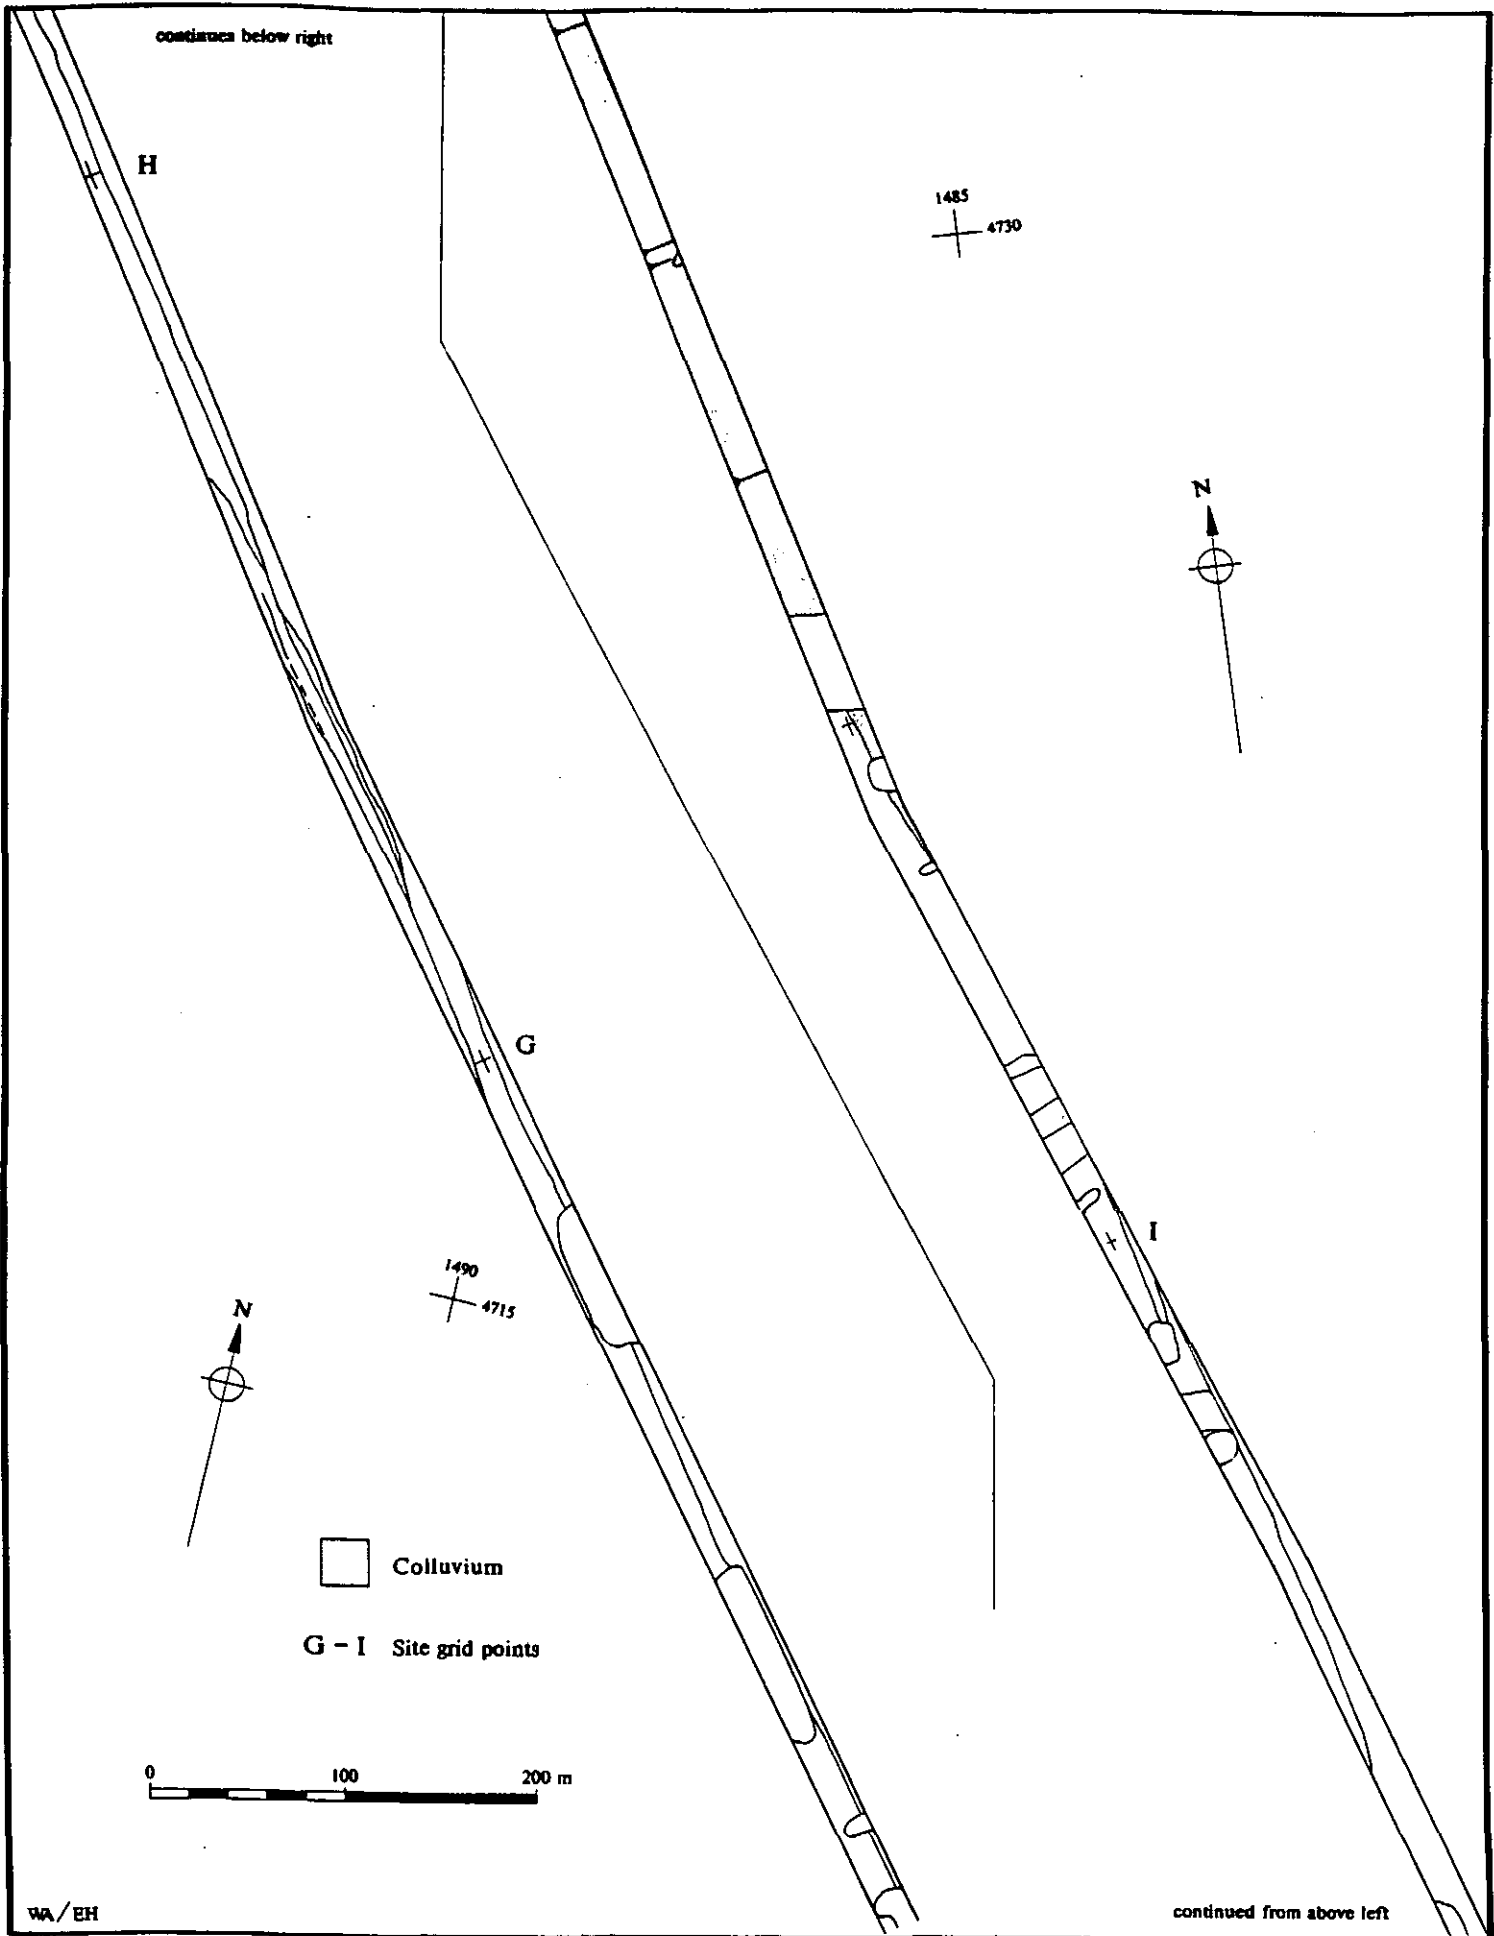 continues below right
H
1485
4730
N
G
I
1490
4715
N
Colluvium
G - I Site grid points
0 100 200 m
WA/EH
continued from above left